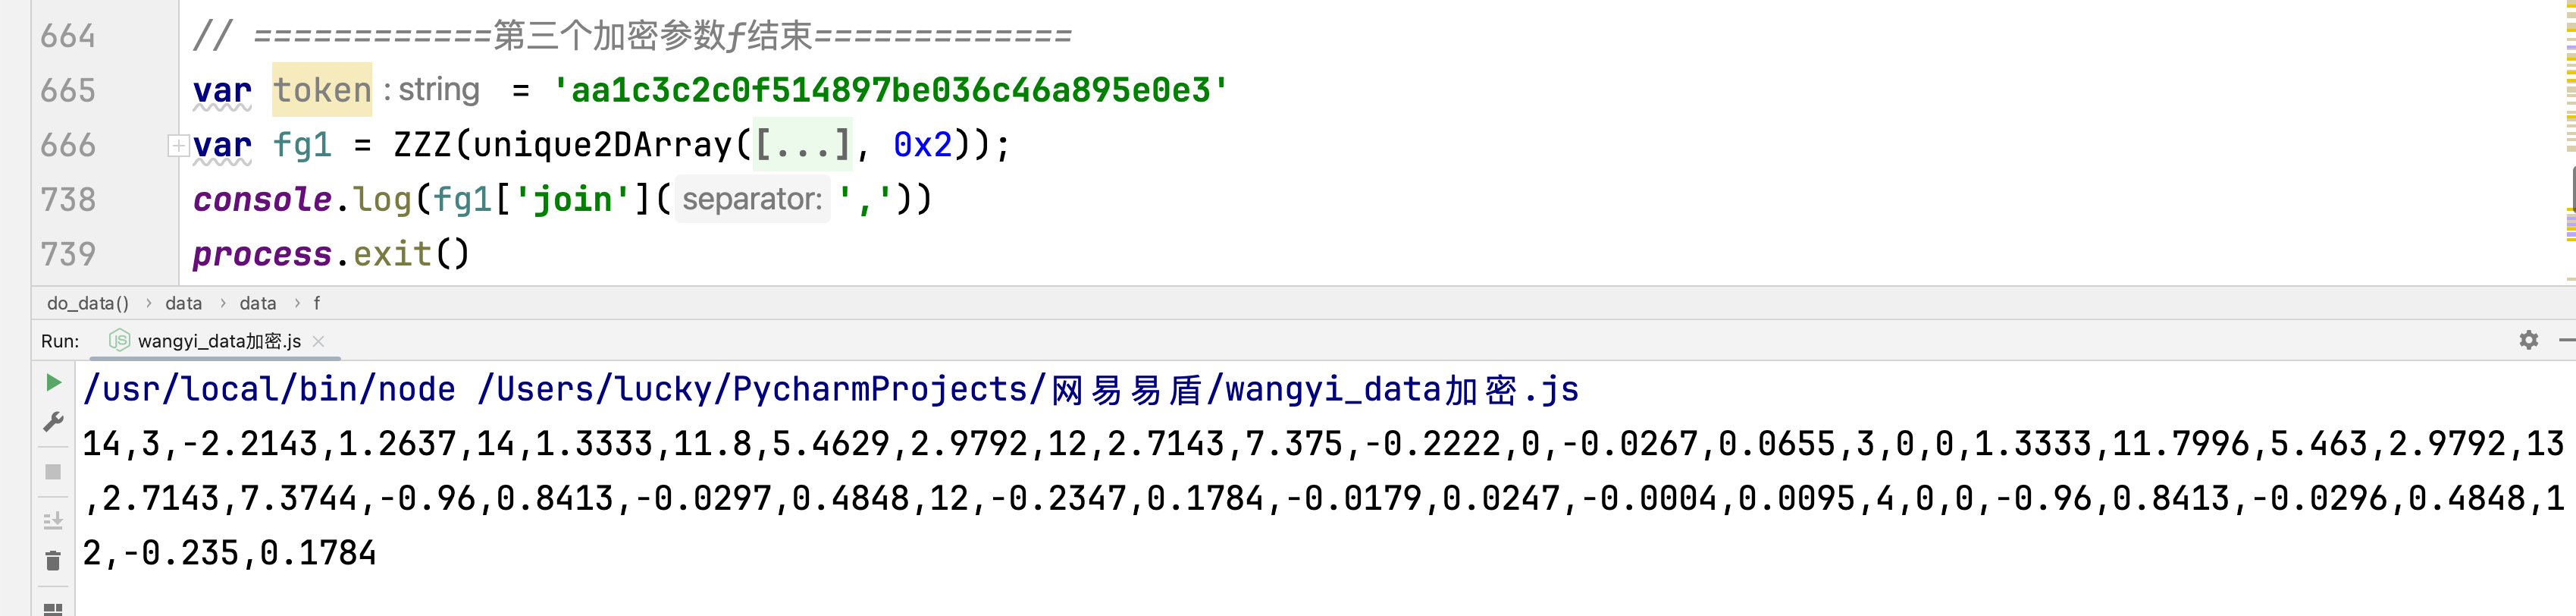 664 // ============第三个加密参数f结束=============
665 var token : string = 'aa1c3c2c0f514897be036c46a895e0e3'
666 var fg1 = ZZZ(unique2DArray([...], 0x2));
738 console.log(fg1['join']( separator: ','))
739 process.exit()
do_data() › data › data › f
Run: JS wangyi_data加密.js
/usr/local/bin/node /Users/lucky/PycharmProjects/网易易盾/wangyi_data加密.js
14,3,-2.2143,1.2637,14,1.3333,11.8,5.4629,2.9792,12,2.7143,7.375,-0.2222,0,-0.0267,0.0655,3,0,0,1.3333,11.7996,5.463,2.9792,13
,2.7143,7.3744,-0.96,0.8413,-0.0297,0.4848,12,-0.2347,0.1784,-0.0179,0.0247,-0.0004,0.0095,4,0,0,-0.96,0.8413,-0.0296,0.4848,1
2,-0.235,0.1784